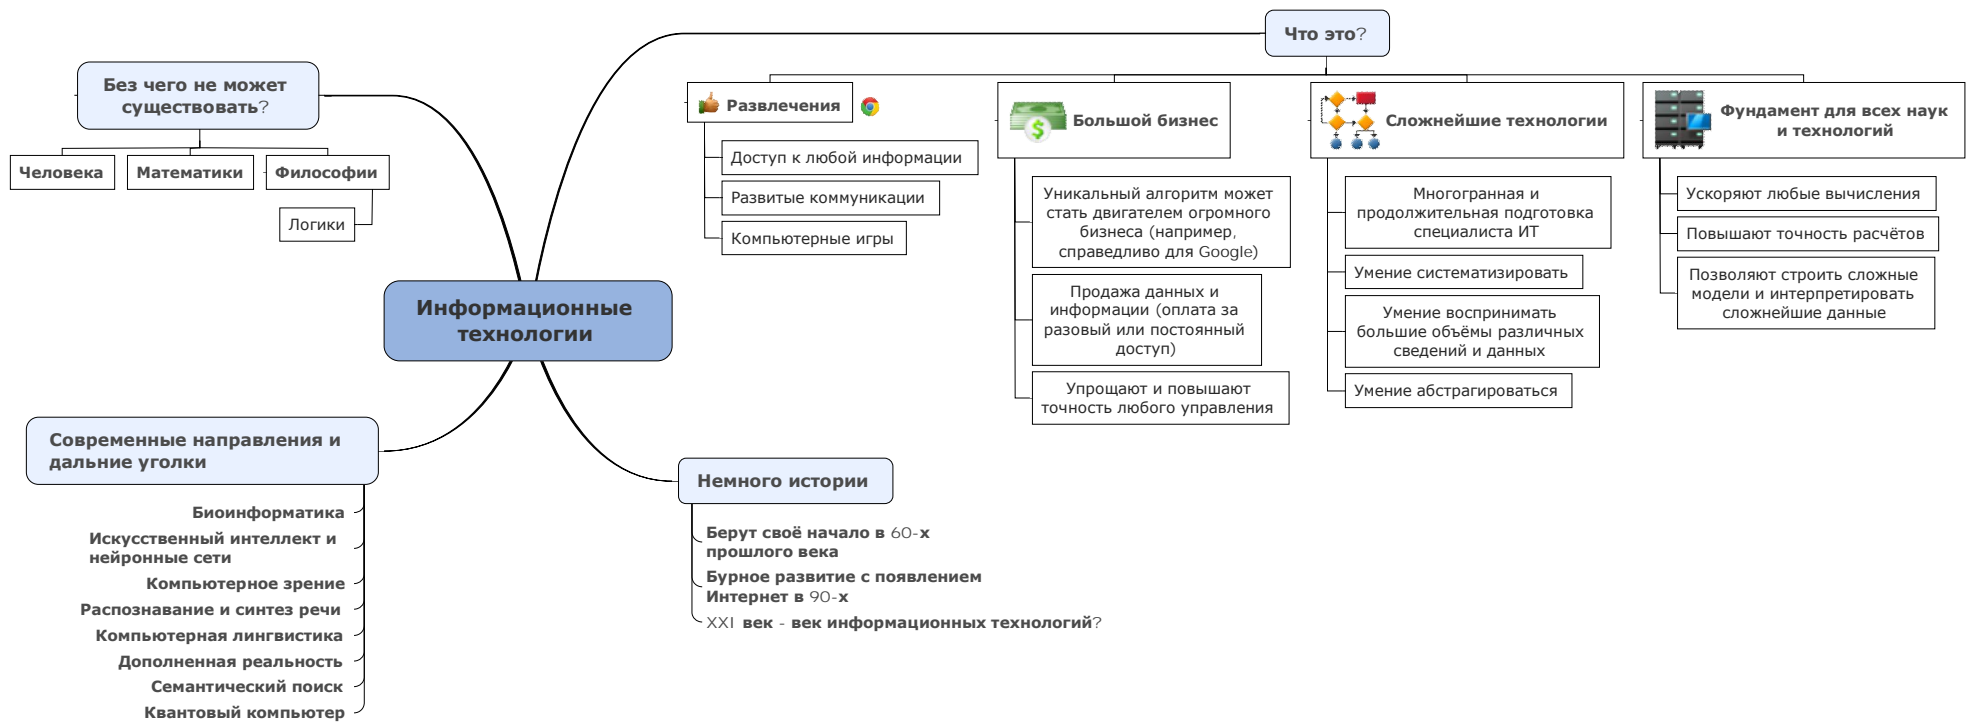 Что это?
Без чего не может
существовать?
Человека
Математики
Философии
Логики
Развлечения
Доступ к любой информации
Развитые коммуникации
Компьютерные игры
Большой бизнес
Уникальный алгоритм может
стать двигателем огромного
бизнеса (например,
справедливо для Google)
Продажа данных и
информации (оплата за
разовый или постоянный
доступ)
Упрощают и повышают
точность любого управления
Сложнейшие технологии
Многогранная и
продолжительная подготовка
специалиста ИТ
Умение систематизировать
Умение воспринимать
большие объёмы различных
сведений и данных
Умение абстрагироваться
Фундамент для всех наук
и технологий
Ускоряют любые вычисления
Повышают точность расчётов
Позволяют строить сложные
модели и интерпретировать
сложнейшие данные
Информационные
технологии
Современные направления и
дальние уголки
Биоинформатика
Искусственный интеллект и
нейронные сети
Компьютерное зрение
Распознавание и синтез речи
Компьютерная лингвистика
Дополненная реальность
Семантический поиск
Квантовый компьютер
Немного истории
Берут своё начало в 60-х
прошлого века
Бурное развитие с появлением
Интернет в 90-х
XXI век - век информационных технологий?